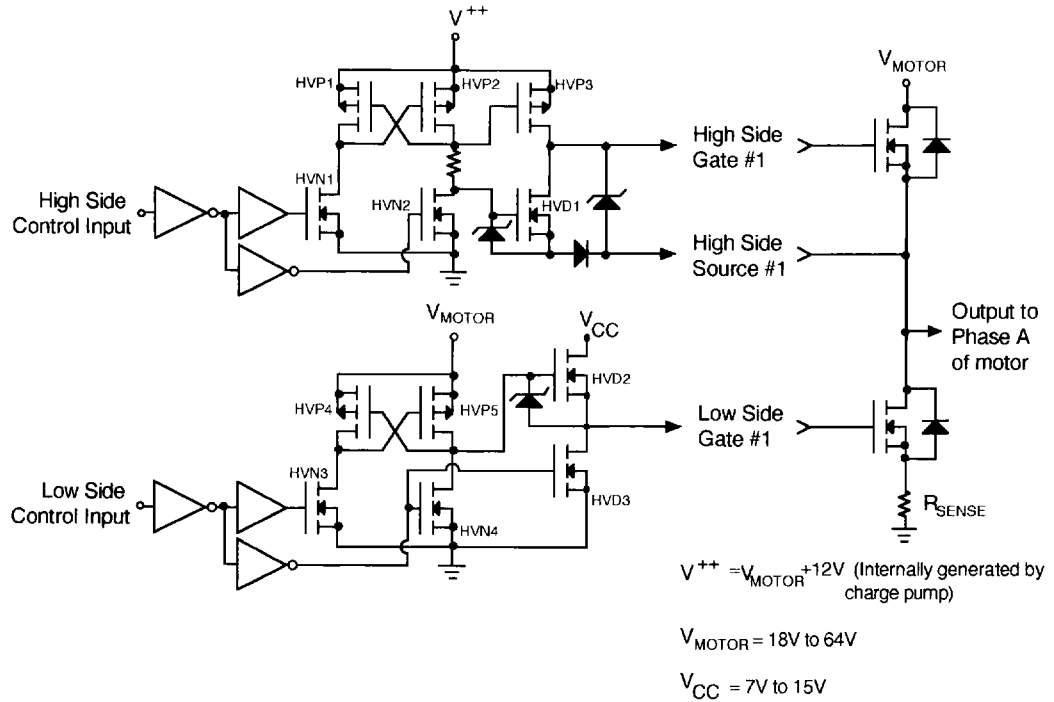 V++
HVP1
HVP2
HVP3
VMOTOR
High Side
Gate #1
HVN1
HVN2
HVD1
High Side
Control Input
High Side
Source #1
VMOTOR
VCC
Output to
Phase A
of motor
HVP4
HVP5
HVD2
Low Side
Gate #1
HVN3
Low Side
Control Input
HVN4
HVD3
RSENSE
V++ =VMOTOR+12V (Internally generated by
charge pump)
VMOTOR = 18V to 64V
VCC = 7V to 15V